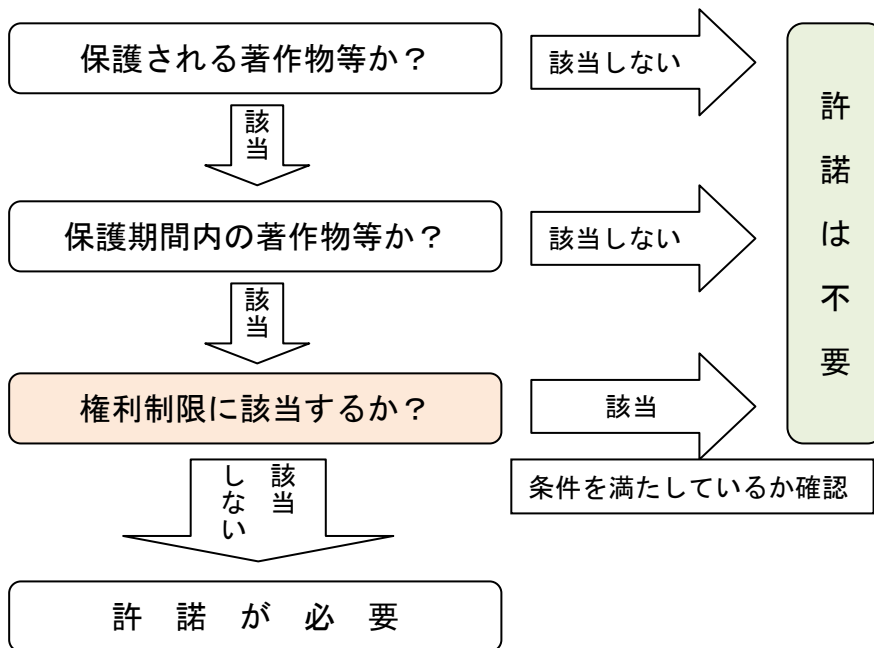 保護される著作物等か？
該当しない
該当
保護期間内の著作物等か？
該当しない
該当
権利制限に該当するか？
該当
条件を満たしているか確認
該当しない
許諾が必要
許諾は不要